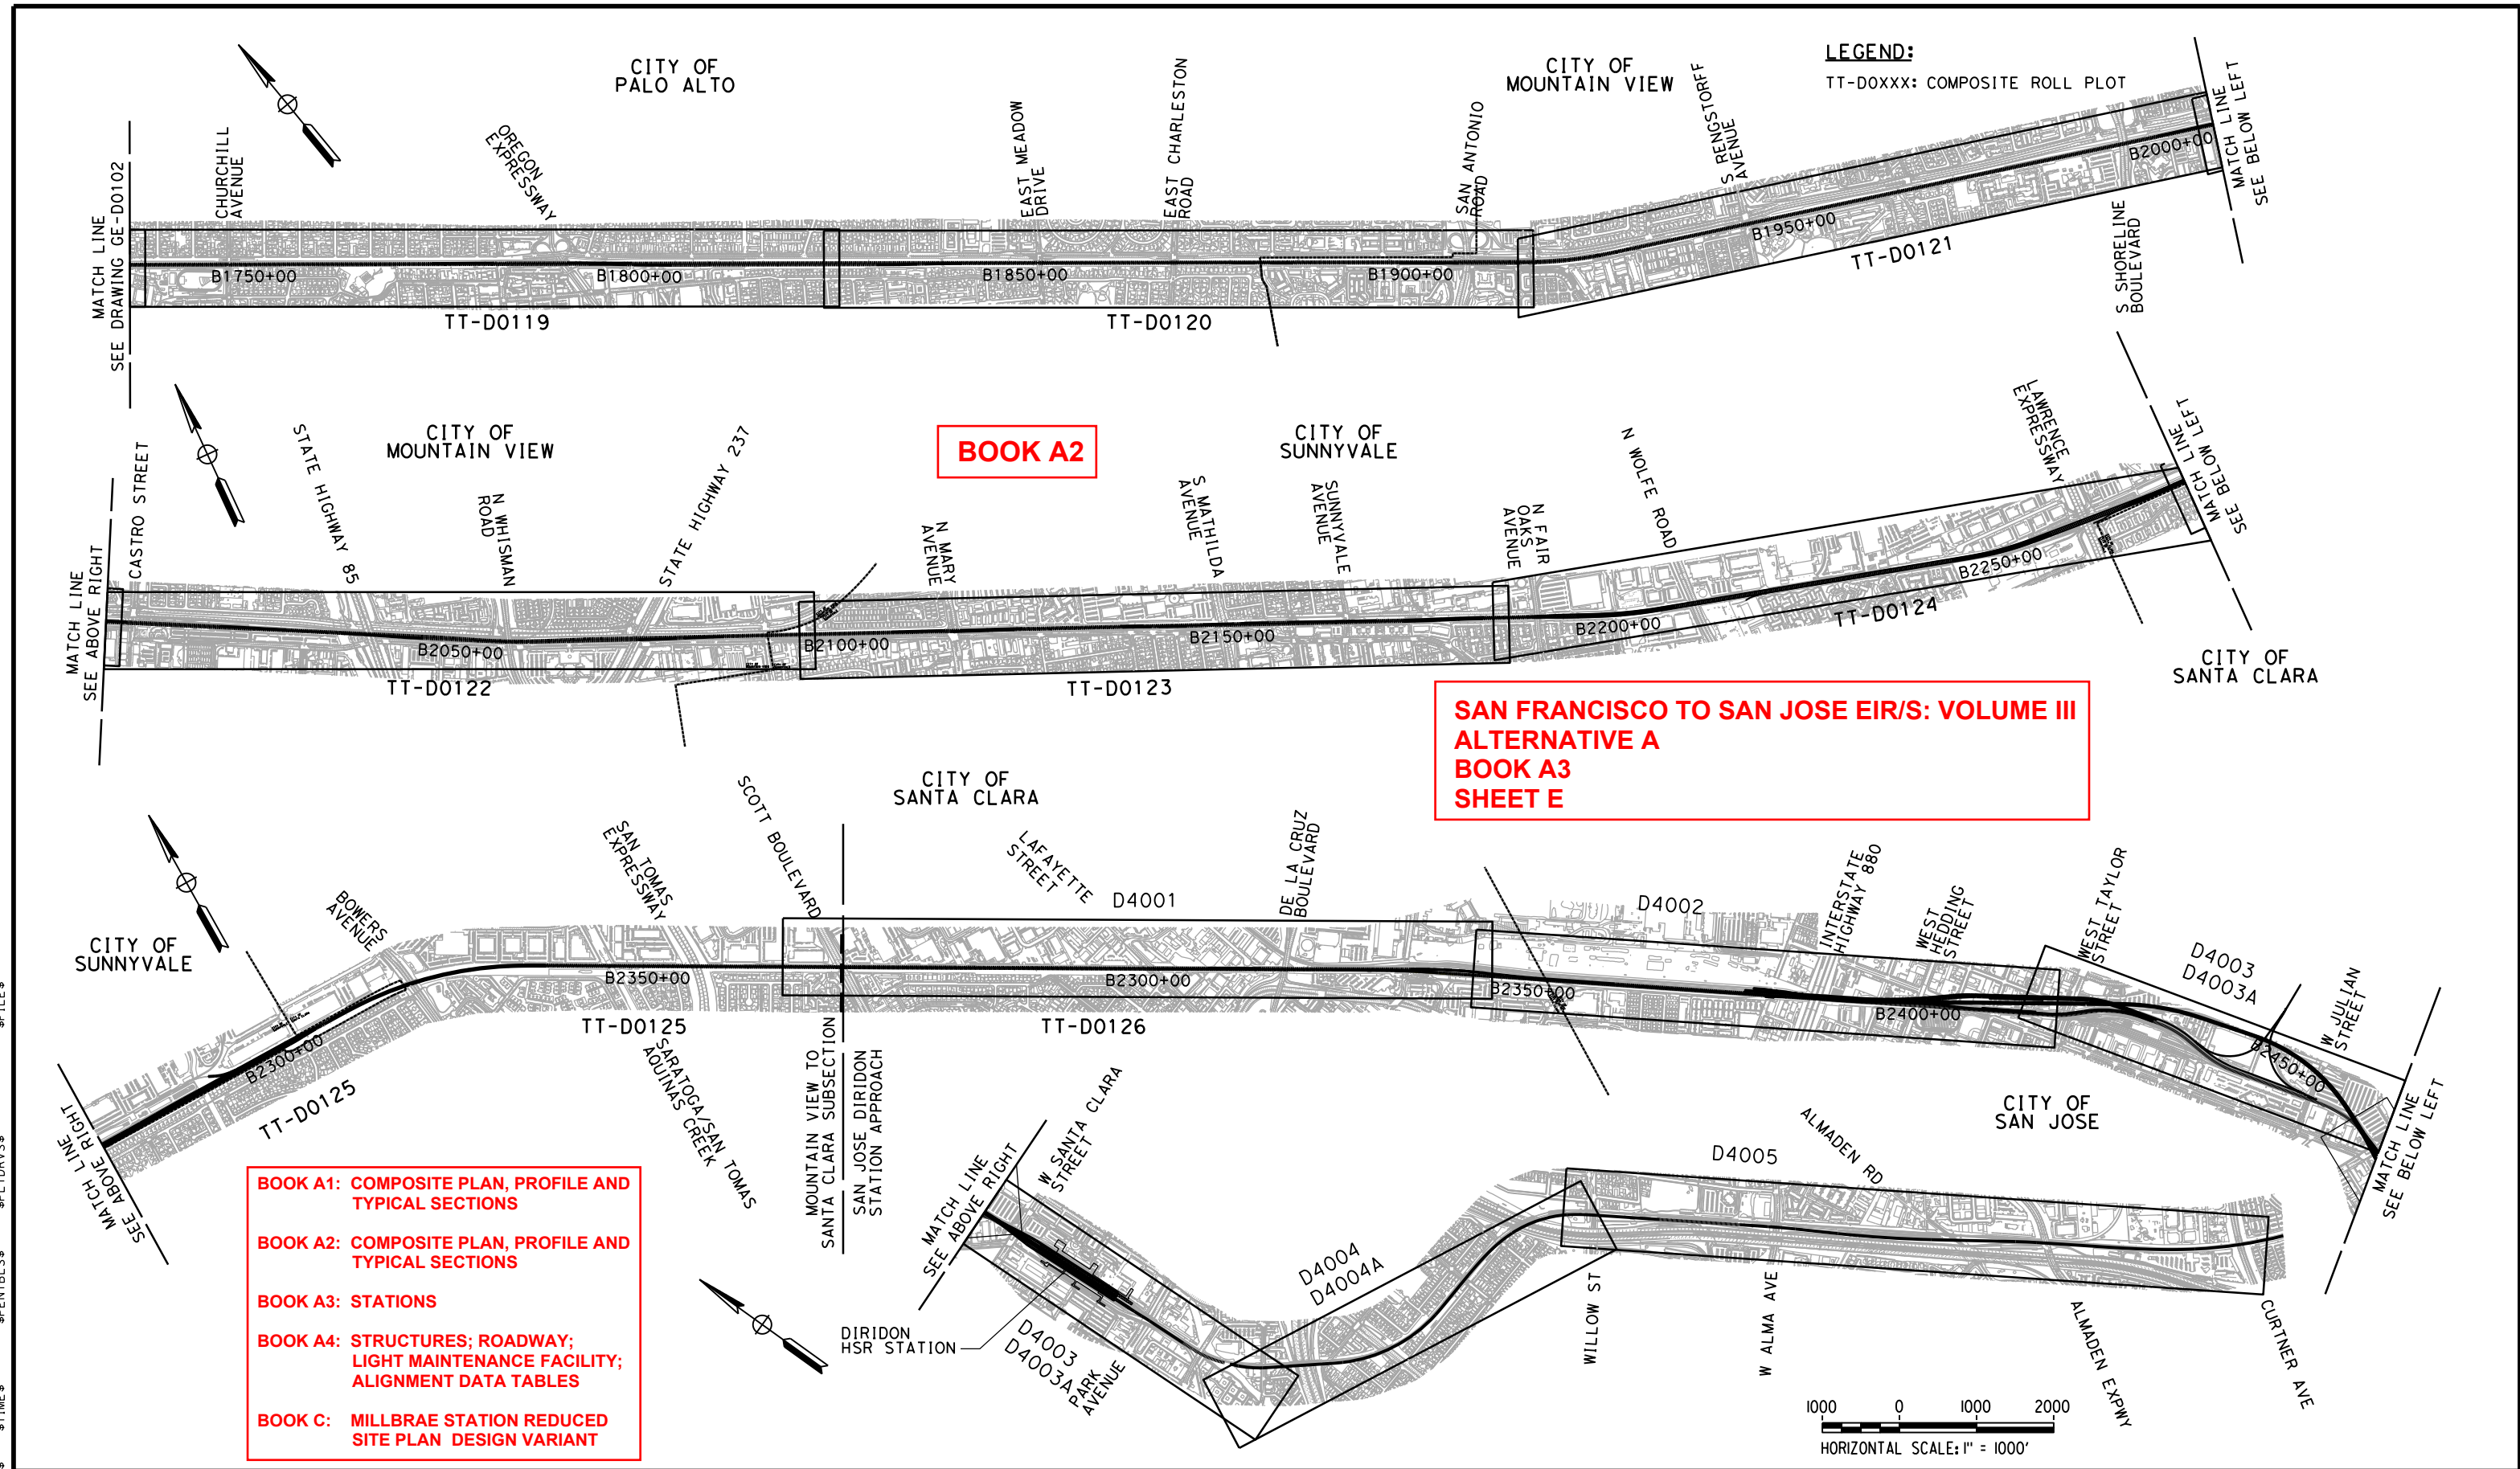 LEGEND:
TT-D0XXX: COMPOSITE ROLL PLOT
CITY OF
PALO ALTO
CITY OF
MOUNTAIN VIEW
MATCH LINE
SEE DRAWING GE-D0102
CHURCHILL
AVENUE
OREGON
EXPRESSWAY
EAST MEADOW
DRIVE
EAST CHARLESTON
ROAD
SAN ANTONIO
ROAD
S RENGSTORFF
AVENUE
S SHORELINE
BOULEVARD
MATCH LINE
SEE BELOW LEFT
B1750+00
B1800+00
B1850+00
B1900+00
B1950+00
B2000+00
TT-D0119
TT-D0120
TT-D0121
CITY OF
MOUNTAIN VIEW
BOOK A2
CITY OF
SUNNYVALE
MATCH LINE
SEE ABOVE RIGHT
CASTRO STREET
STATE HIGHWAY 85
N WHISMAN
ROAD
STATE HIGHWAY 237
N MARY
AVENUE
S MATHILDA
AVENUE
SUNNYVALE
AVENUE
N FAIR
OAKS
AVENUE
N WOLFE ROAD
LAWRENCE
EXPRESSWAY
MATCH LINE
SEE BELOW LEFT
B2050+00
B2100+00
B2150+00
B2200+00
B2250+00
TT-D0122
TT-D0123
TT-D0124
CITY OF
SANTA CLARA
SAN FRANCISCO TO SAN JOSE EIR/S: VOLUME III
ALTERNATIVE A
BOOK A3
SHEET E
CITY OF
SUNNYVALE
CITY OF
SANTA CLARA
MATCH LINE
SEE ABOVE RIGHT
BOWERS
AVENUE
SAN TOMAS
EXPRESSWAY
SCOTT BOULEVARD
LAFAYETTE
STREET
D4001
DE LA CRUZ
BOULEVARD
D4002
INTERSTATE
HIGHWAY 880
WEST
HEDDING
STREET
WEST TAYLOR
STREET
D4003
D4003A
W JULIAN
STREET
B2300+00
B2350+00
B2300+00
B2350+00
B2400+00
B2450+00
TT-D0125
TT-D0125
TT-D0126
SARATOGA/SAN TOMAS
AQUINAS CREEK
MOUNTAIN VIEW TO
SANTA CLARA SUBSECTION
SAN JOSE DIRIDON
STATION APPROACH
CITY OF
SAN JOSE
MATCH LINE
SEE BELOW LEFT
MATCH LINE
SEE ABOVE RIGHT
W SANTA CLARA
STREET
DIRIDON
HSR STATION
D4003
D4003A
PARK
AVENUE
D4004
D4004A
D4005
ALMADEN RD
WILLOW ST
W ALMA AVE
ALMADEN EXPWY
CURTNER AVE
BOOK A1: COMPOSITE PLAN, PROFILE AND
TYPICAL SECTIONS
BOOK A2: COMPOSITE PLAN, PROFILE AND
TYPICAL SECTIONS
BOOK A3: STATIONS
BOOK A4: STRUCTURES; ROADWAY;
LIGHT MAINTENANCE FACILITY;
ALIGNMENT DATA TABLES
BOOK C: MILLBRAE STATION REDUCED
SITE PLAN DESIGN VARIANT
1000 0 1000 2000
HORIZONTAL SCALE: 1" = 1000'